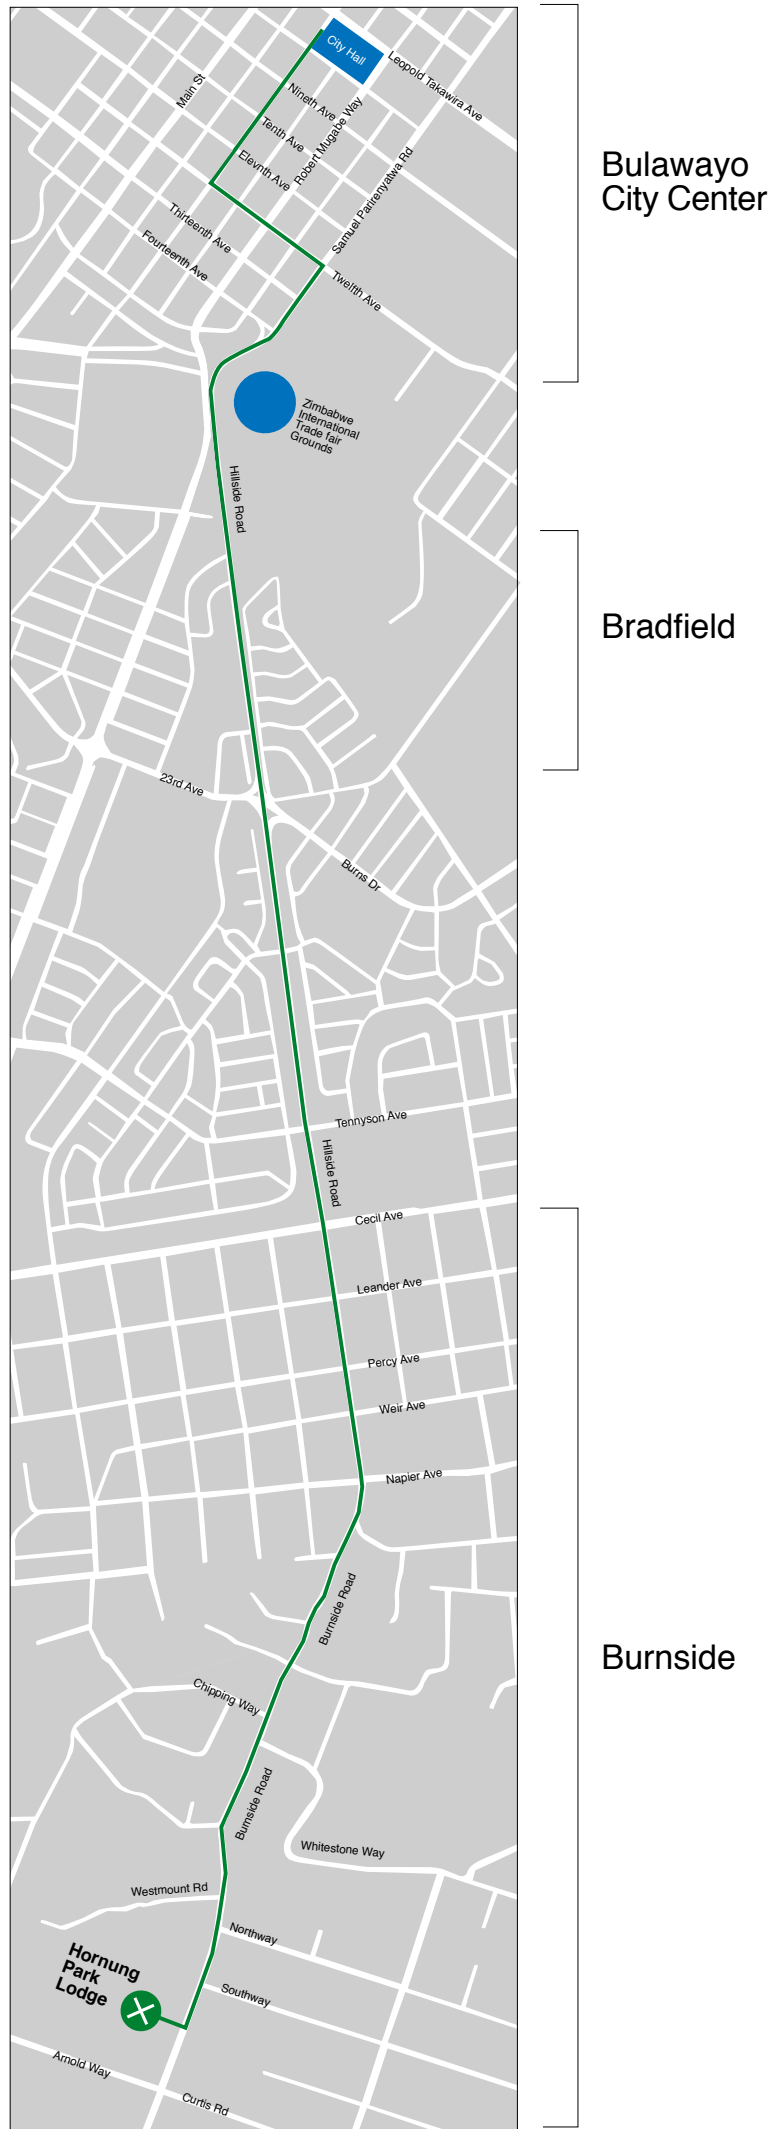 City Hall
Leopold Takawira Ave
Main St
Nineth Ave
Robert Mugabe Way
Tenth Ave
Elevnth Ave
Samuel Parirenyatwa Rd
Bulawayo
City Center
Thirteenth Ave
Fourteenth Ave
Twelfth Ave
Zimbabwe
International
Trade fair
Grounds
Hillside Road
Bradfield
23rd Ave
Burns Dr
Tennyson Ave
Hillside Road
Cecil Ave
Leander Ave
Percy Ave
Weir Ave
Napier Ave
Burnside Road
Burnside
Chipping Way
Burnside Road
Whitestone Way
Westmount Rd
Northway
Hornung
Park
Lodge
Southway
Arnold Way
Curtis Rd